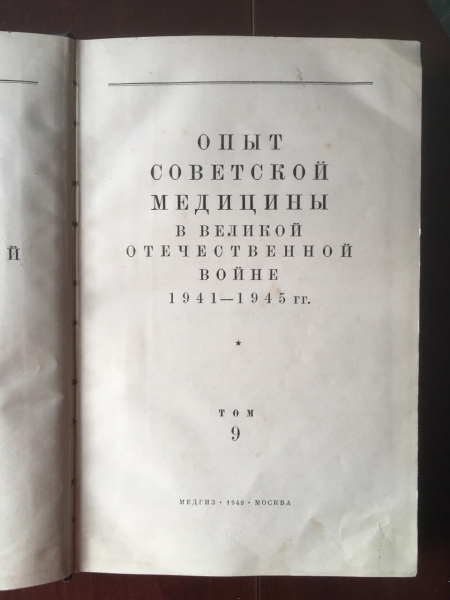 Й
ОПЫТ
СОВЕТСКОЙ
МЕДИЦИНЫ
В ВЕЛИКОЙ
ОТЕЧЕСТВЕННОЙ
ВОЙНЕ
1941—1945 гг.
★
ТОМ
9
МЕДГИЗ · 1949 · МОСКВА